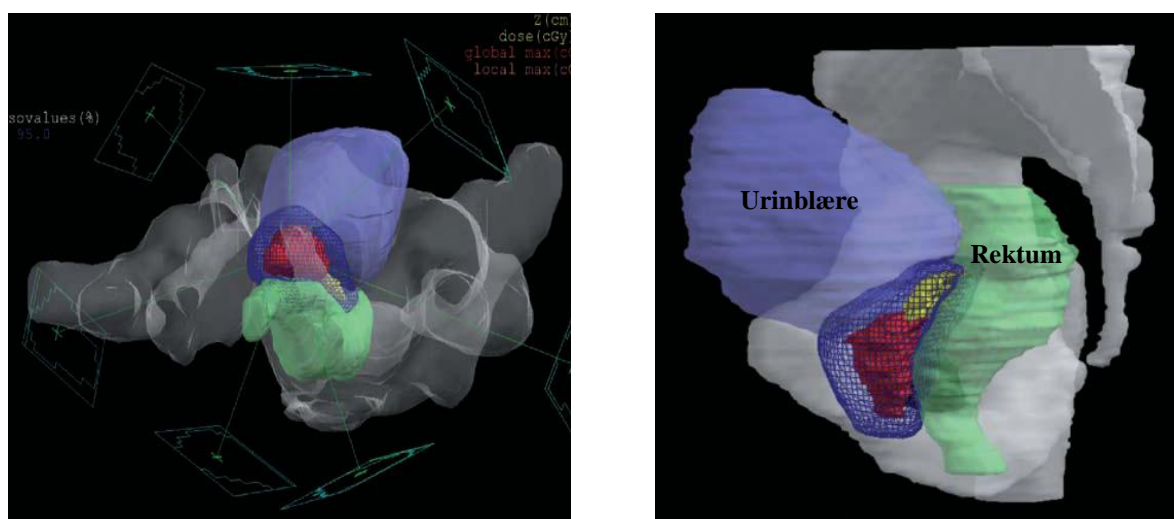 Z(cm)
dose(cGy)
global max(c
local max(c
sovalues(%)
95.0
Urinblære
Rektum